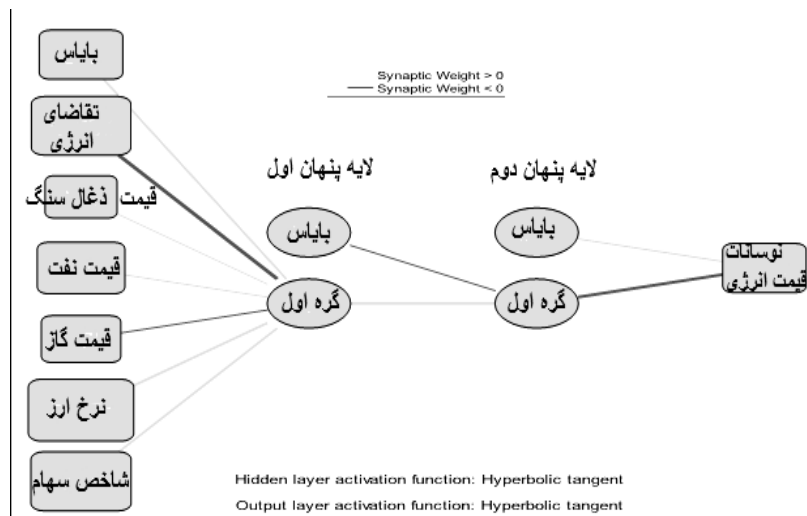 بایاس
تقاضای
انرژی
قیمت ذغال سنگ
قیمت نفت
قیمت گاز
نرخ ارز
شاخص سهام
Synaptic Weight > 0
Synaptic Weight < 0
لایه پنهان اول
بایاس
گره اول
لایه پنهان دوم
بایاس
گره اول
نوسانات
قیمت انرژی
Hidden layer activation function: Hyperbolic tangent
Output layer activation function: Hyperbolic tangent